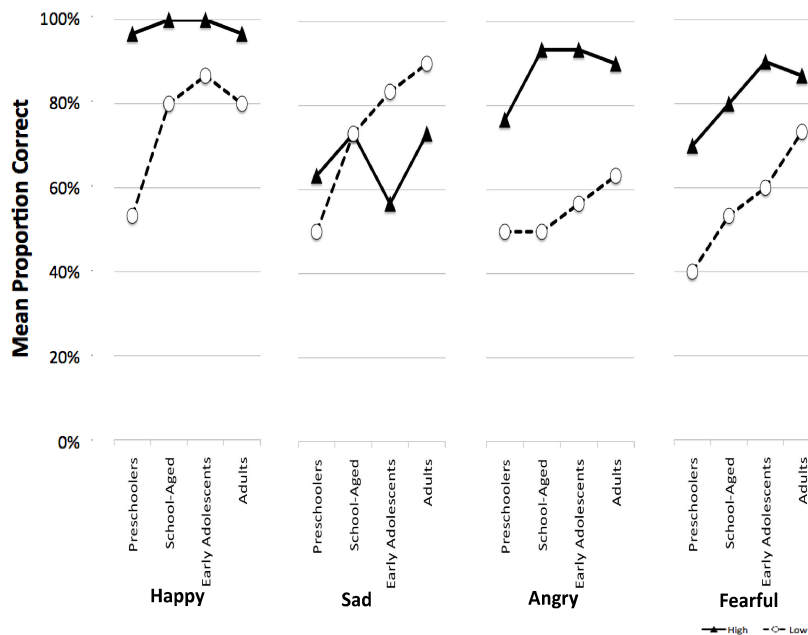 Mean Proportion Correct
100%
80%
60%
40%
20%
0%
Preschoolers
School-Aged
Early Adolescents
Adults
Happy
Preschoolers
School-Aged
Early Adolescents
Adults
Sad
Preschoolers
School-Aged
Early Adolescents
Adults
Angry
Preschoolers
School-Aged
Early Adolescents
Adults
Fearful
High
Low